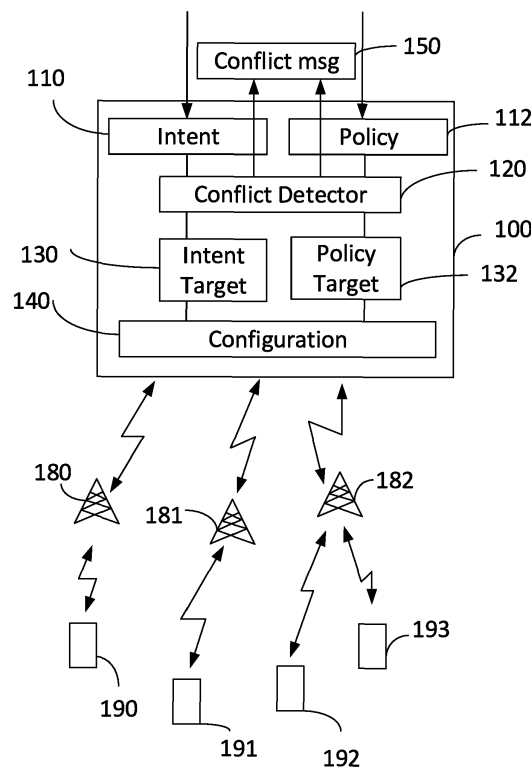 150
Conflict msg
110
112
Intent
Policy
120
Conflict Detector
100
130
Intent
Target
Policy
Target
132
140
Configuration
180
181
182
190
191
192
193